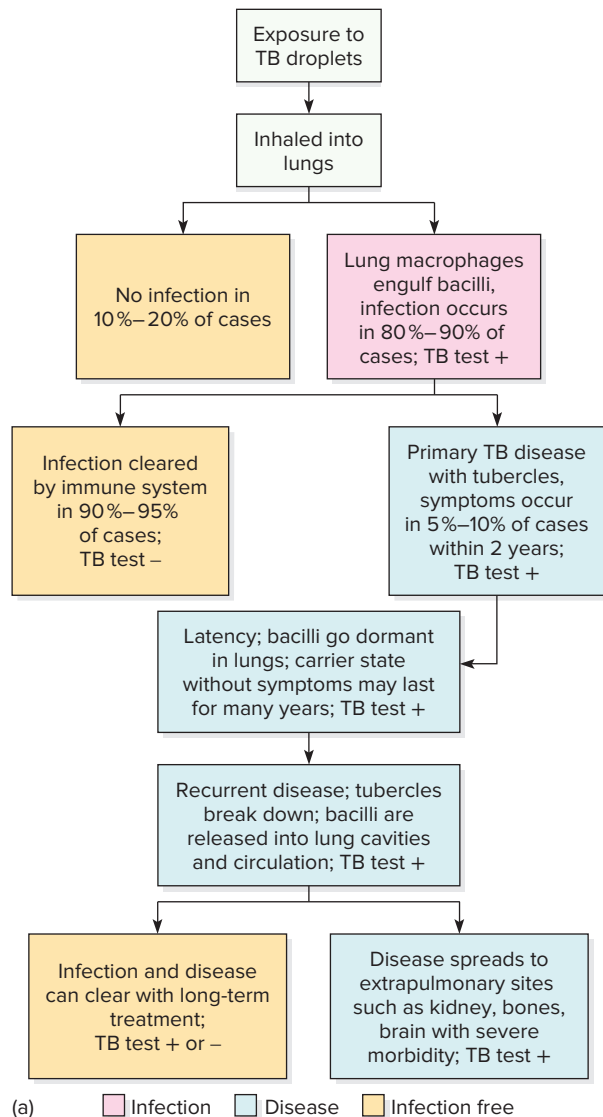 Exposure to
TB droplets
Inhaled into
lungs
No infection in
10%–20% of cases
Lung macrophages
engulf bacilli,
infection occurs
in 80%–90% of
cases; TB test +
Infection cleared
by immune system
in 90%–95%
of cases;
TB test –
Primary TB disease
with tubercles,
symptoms occur
in 5%–10% of cases
within 2 years;
TB test +
Latency; bacilli go dormant
in lungs; carrier state
without symptoms may last
for many years; TB test +
Recurrent disease; tubercles
break down; bacilli are
released into lung cavities
and circulation; TB test +
Infection and disease
can clear with long-term
treatment;
TB test + or –
Disease spreads to
extrapulmonary sites
such as kidney, bones,
brain with severe
morbidity; TB test +
(a) Infection Disease Infection free